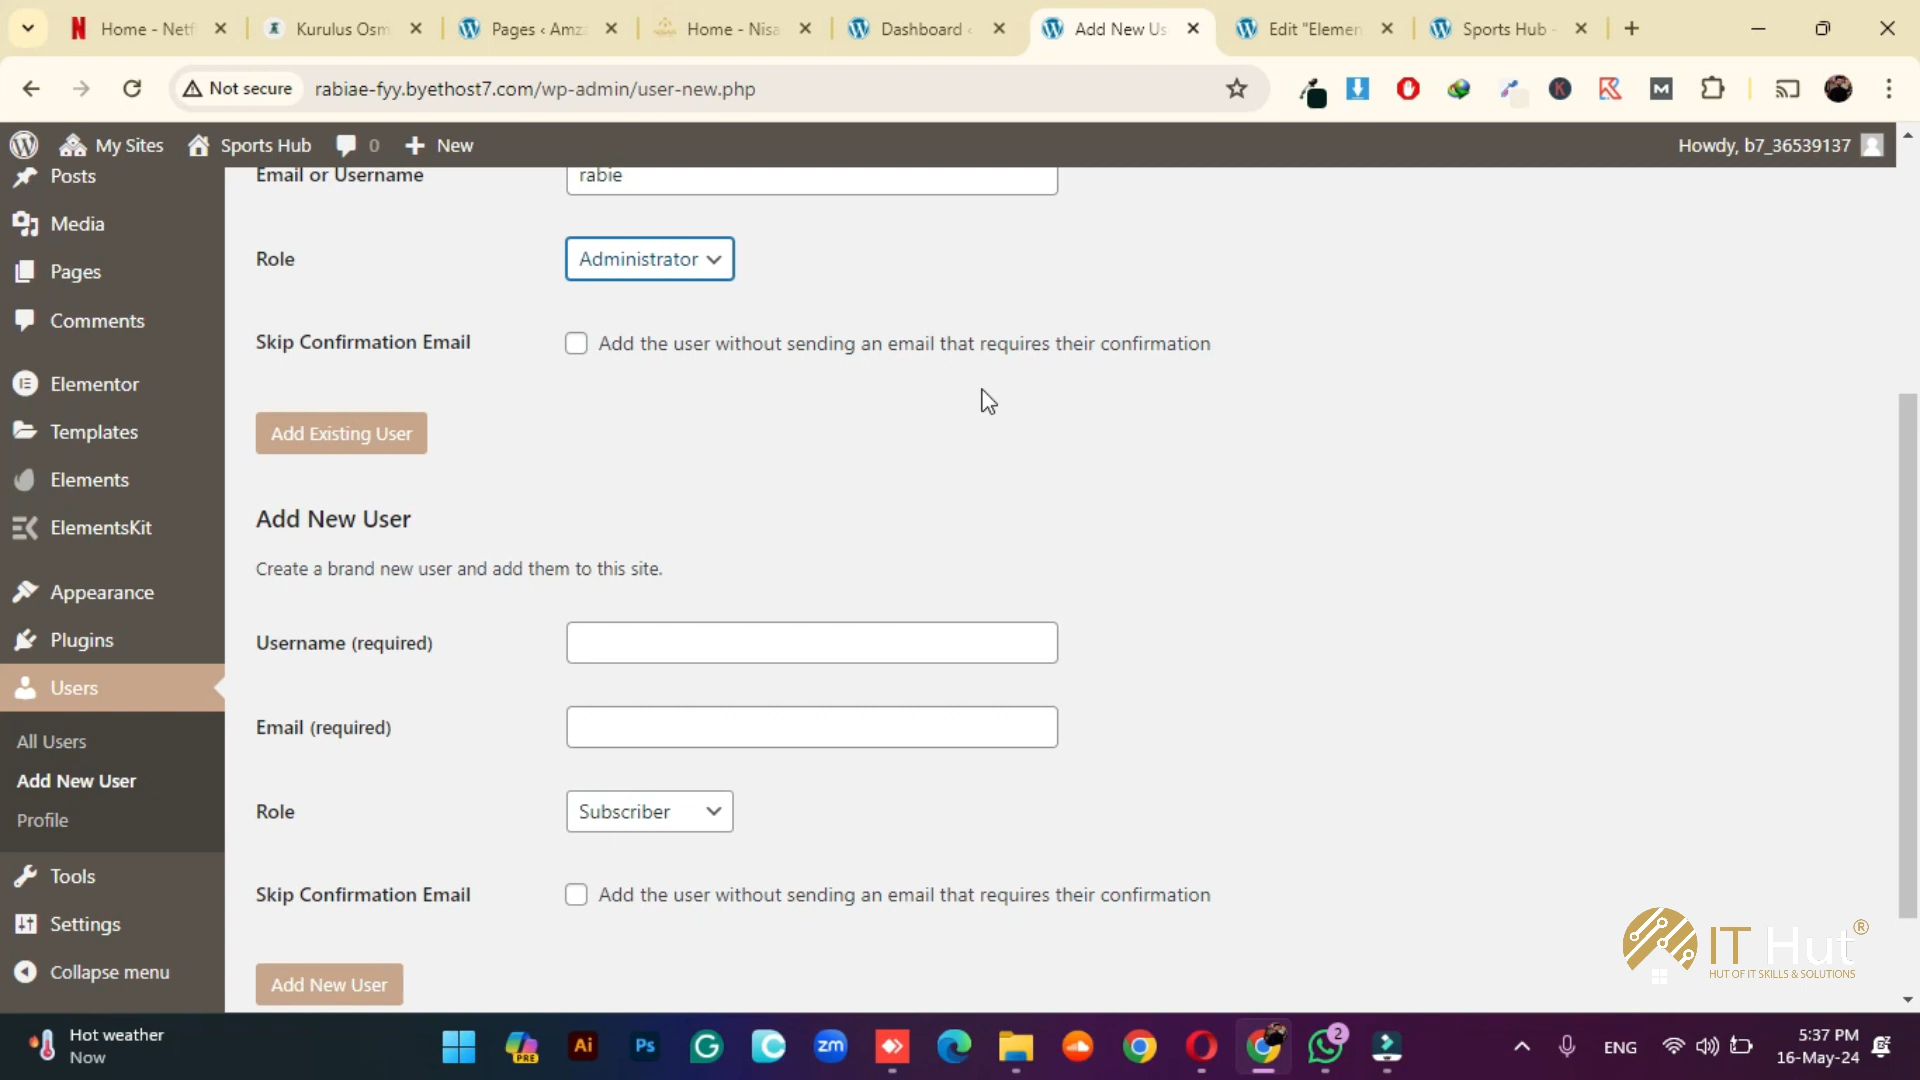 Home - Netf
Kurulus Osm
Pages ‹ Amz
Home - Nisa
Dashboard ‹
Add New Us
Edit "Elemen
Sports Hub -
Not secure
rabiae-fyy.byethost7.com/wp-admin/user-new.php
My Sites
Sports Hub
0
New
Howdy, b7_36539137
Posts
Media
Pages
Comments
Elementor
Templates
Elements
ElementsKit
Appearance
Plugins
Users
All Users
Add New User
Profile
Tools
Settings
Collapse menu
Email or Username
rabie
Role
Administrator
Skip Confirmation Email
Add the user without sending an email that requires their confirmation
Add Existing User
Add New User
Create a brand new user and add them to this site.
Username (required)
Email (required)
Role
Subscriber
Skip Confirmation Email
Add the user without sending an email that requires their confirmation
Add New User
IT Hut®
HUT OF IT SKILLS & SOLUTIONS
Hot weather
Now
PRE
Ai
Ps
zm
2
ENG
5:37 PM
16-May-24